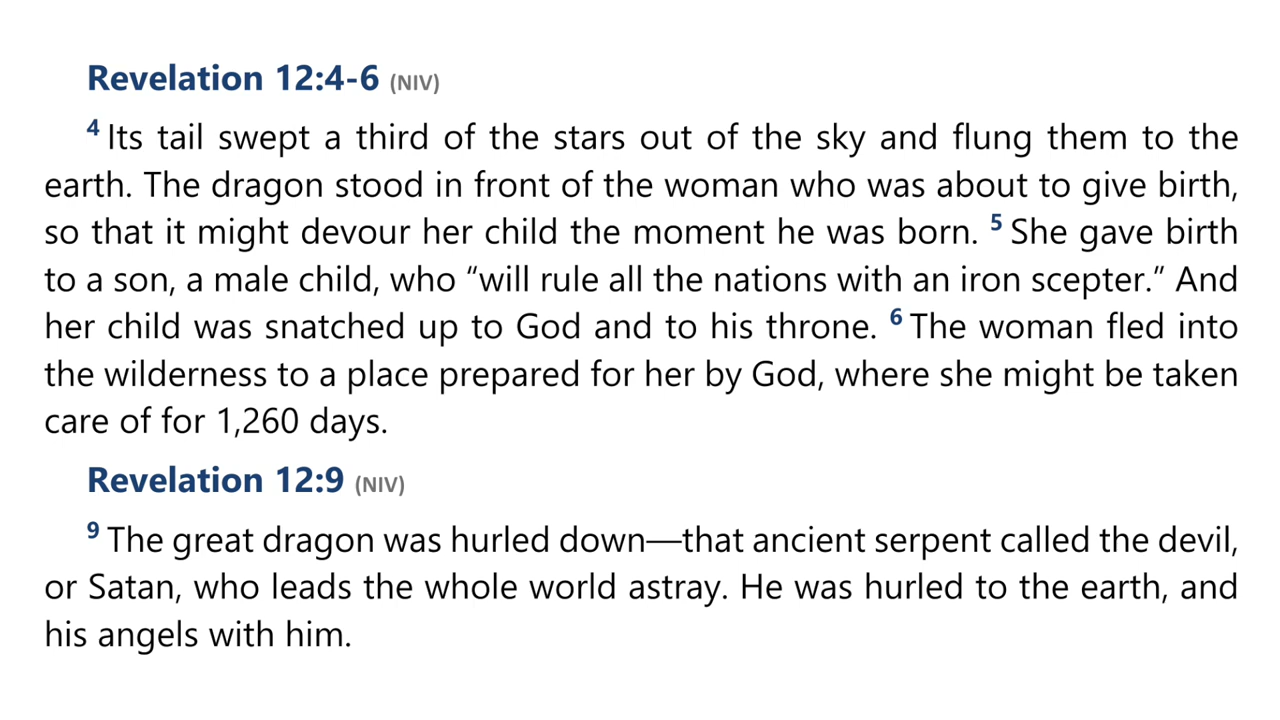 Revelation 12:4-6 (NIV)
4 Its tail swept a third of the stars out of the sky and flung them to the
earth. The dragon stood in front of the woman who was about to give birth,
so that it might devour her child the moment he was born. 5 She gave birth
to a son, a male child, who “will rule all the nations with an iron scepter.” And
her child was snatched up to God and to his throne. 6 The woman fled into
the wilderness to a place prepared for her by God, where she might be taken
care of for 1,260 days.
Revelation 12:9 (NIV)
9 The great dragon was hurled down—that ancient serpent called the devil,
or Satan, who leads the whole world astray. He was hurled to the earth, and
his angels with him.